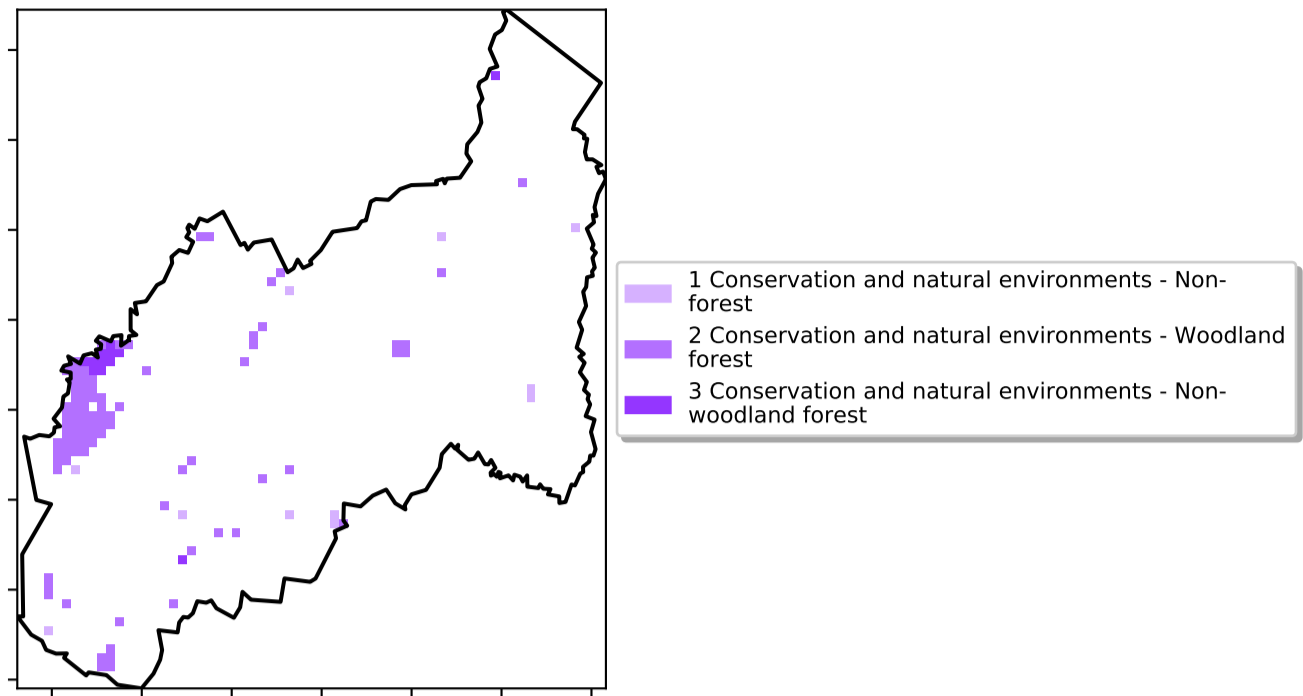 1 Conservation and natural environments - Non-
forest
2 Conservation and natural environments - Woodland
forest
3 Conservation and natural environments - Non-
woodland forest